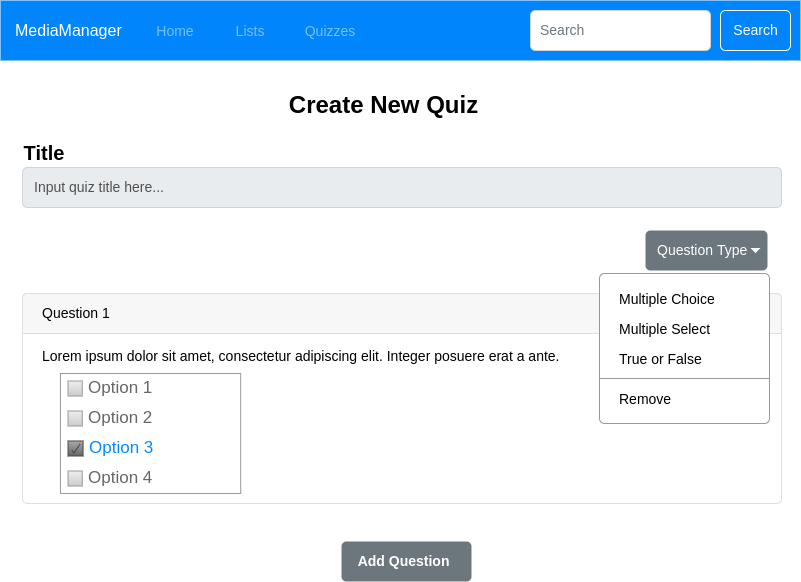 MediaManager Home Lists Quizzes Search Search
Create New Quiz
Title
Input quiz title here...
Question Type
Multiple Choice
Multiple Select
True or False
Remove
Question 1
Lorem ipsum dolor sit amet, consectetur adipiscing elit. Integer posuere erat a ante.
Option 1
Option 2
Option 3
Option 4
Add Question